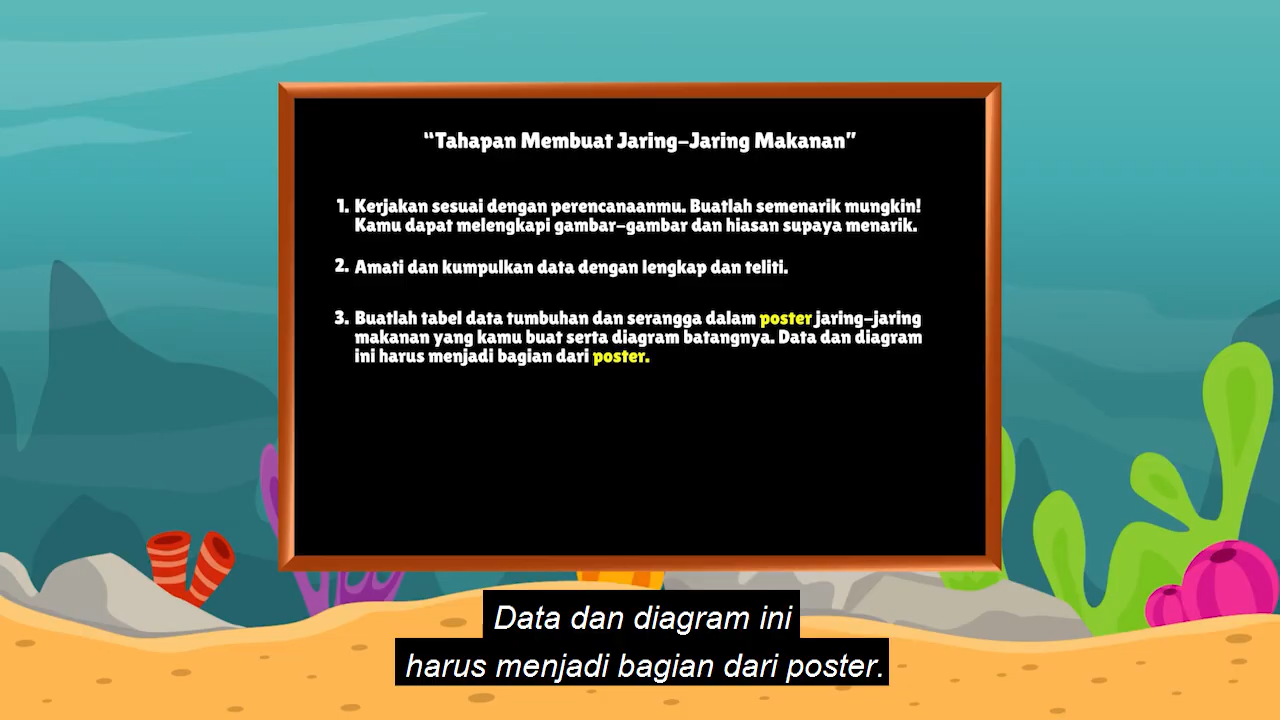 “Tahapan Membuat Jaring-Jaring Makanan”
1. Kerjakan sesuai dengan perencanaanmu. Buatlah semenarik mungkin!
Kamu dapat melengkapi gambar-gambar dan hiasan supaya menarik.
2. Amati dan kumpulkan data dengan lengkap dan teliti.
3. Buatlah tabel data tumbuhan dan serangga dalam poster jaring-jaring
makanan yang kamu buat serta diagram batangnya. Data dan diagram
ini harus menjadi bagian dari poster.
Data dan diagram ini
harus menjadi bagian dari poster.